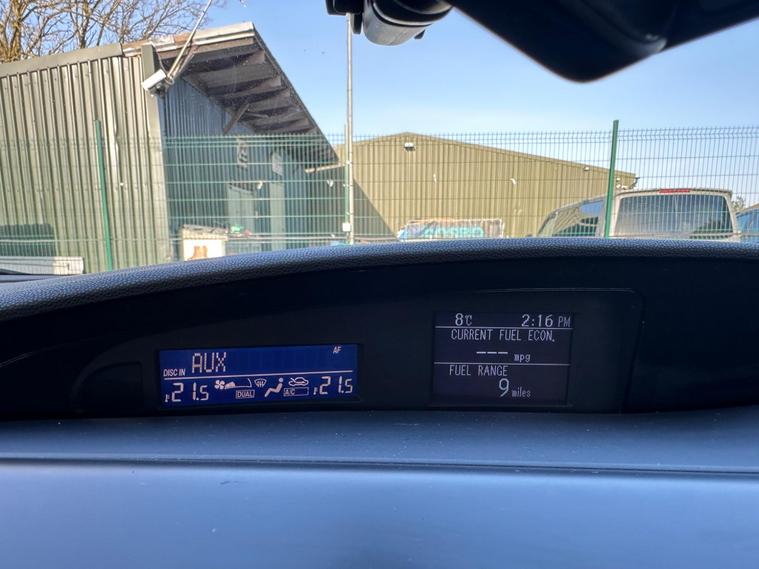 AUX
AF
DISC IN
21.5
DUAL
A/C
21.5
8℃ 2:16 PM
CURRENT FUEL ECON.
--- mpg
FUEL RANGE
9 miles